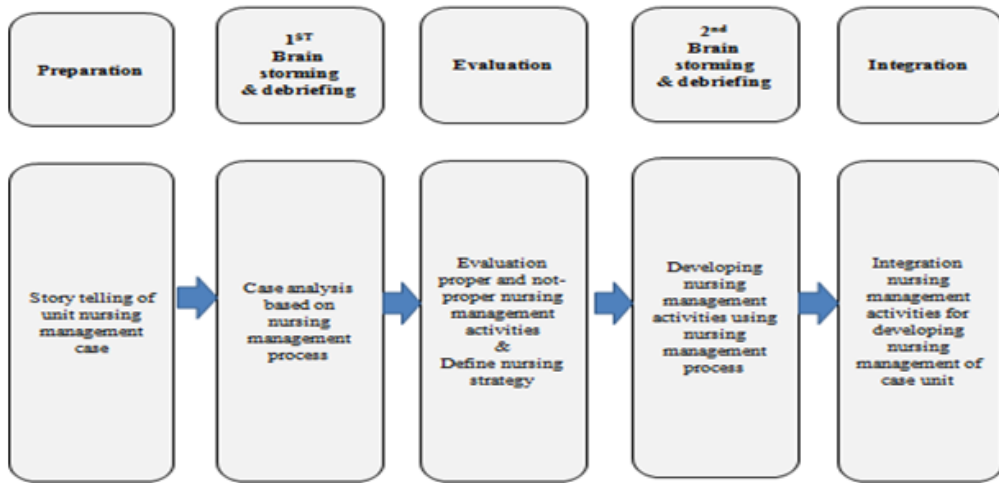 Preparation
1ST
Brain
storming
& debriefing
Evaluation
2nd
Brain
storming
& debriefing
Integration
Story telling of
unit nursing
management
case
Case analysis
based on
nursing
management
process
Evaluation
proper and not-
proper nursing
management
activities
&
Define nursing
strategy
Developing
nursing
management
activities using
nursing
management
process
Integration
nursing
management
activities for
developing
nursing
management of
case unit